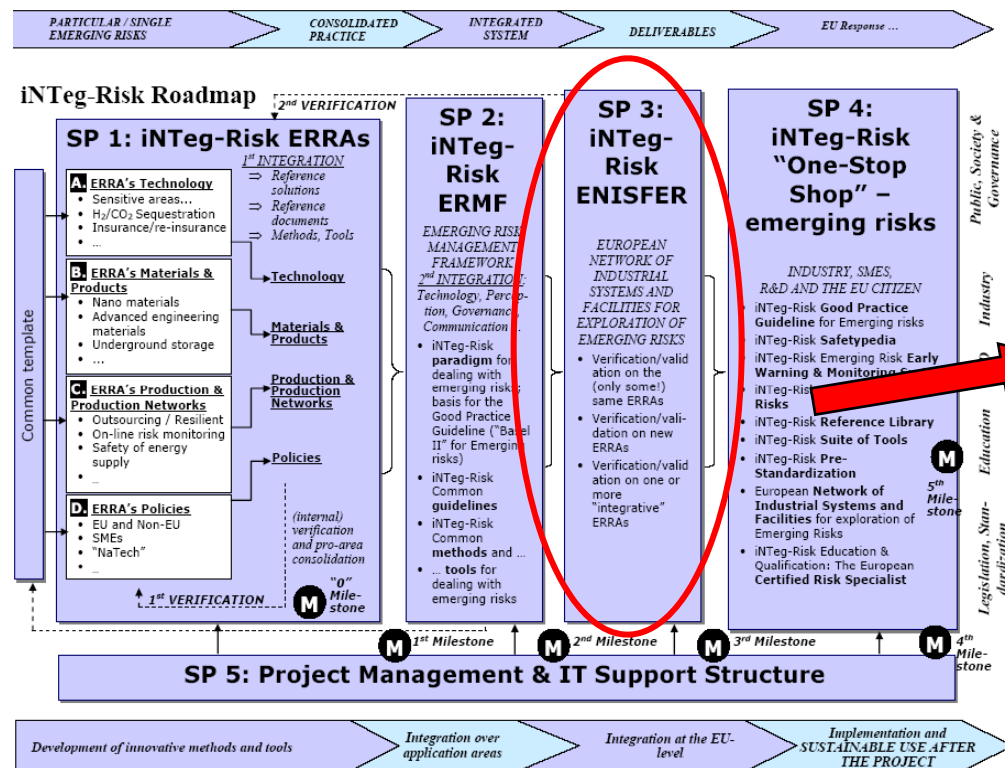 PARTICULAR / SINGLE
EMERGING RISKS
CONSOLIDATED
PRACTICE
INTEGRATED
SYSTEM
DELIVERABLES
EU Response ...
iNTeg-Risk Roadmap
2nd VERIFICATION
Common template
SP 1: iNTeg-Risk ERRAs
1ST INTEGRATION
⇒ Reference
solutions
⇒ Reference
documents
⇒ Methods, Tools
A. ERRA's Technology
• Sensitive areas...
• H2/CO2 Sequestration
• Insurance/re-insurance
• ...
B. ERRA's Materials &
Products
• Nano materials
• Advanced engineering
materials
• Underground storage
• ...
C. ERRA's Production &
Production Networks
• Outsourcing / Resilient
• On-line risk monitoring
• Safety of energy
supply
• ...
D. ERRA's Policies
• EU and Non-EU
• SMEs
• "NaTech"
• ...
Technology
Materials &
Products
Production &
Production
Networks
Policies
(internal)
verification
and pro-area
consolidation
1st VERIFICATION
M
"0"
Mile-
stone
SP 2:
iNTeg-
Risk
ERMF
EMERGING RISK
MANAGEMENT
FRAMEWORK
2nd INTEGRATION:
Technology, Percep-
tion, Governance,
Communication ...
• iNTeg-Risk
paradigm for
dealing with
emerging risks;
basis for the
Good Practice
Guideline ("Basel
II" for Emerging
risks)
• iNTeg-Risk
Common
guidelines
• iNTeg-Risk
Common
methods and ...
• ... tools for
dealing with
emerging risks
SP 3:
iNTeg-
Risk
ENISFER
EUROPEAN
NETWORK OF
INDUSTRIAL
SYSTEMS AND
FACILITIES FOR
EXPLORATION OF
EMERGING RISKS
• Verification/valid
ation on the
(only some!)
same ERRAs
• Verification/vali-
dation on new
ERRAs
• Verification/valid
ation on one or
more
"integrative"
ERRAs
SP 4:
iNTeg-Risk
"One-Stop
Shop" –
emerging risks
INDUSTRY, SMES,
R&D AND THE EU CITIZEN
• iNTeg-Risk Good Practice
Guideline for Emerging risks
• iNTeg-Risk Safetypedia
• iNTeg-Risk Emerging Risk Early
Warning & Monitoring
• iNTeg-Risk
Risks
• iNTeg-Risk Reference Library
• iNTeg-Risk Suite of Tools
• iNTeg-Risk Pre-
Standardization
• European Network of
Industrial Systems and
Facilities for exploration of
Emerging Risks
• iNTeg-Risk Education &
Qualification: The European
Certified Risk Specialist
M
5th
Mile-
stone
Public, Society &
Governance
Industry
Education
Legislation, Stan-
dardization
M
1st Milestone
M
2nd Milestone
M
3rd Milestone
M
4th
Mile-
stone
SP 5: Project Management & IT Support Structure
Development of innovative methods and tools
Integration over
application areas
Integration at the EU-
level
Implementation and
SUSTAINABLE USE AFTER
THE PROJECT